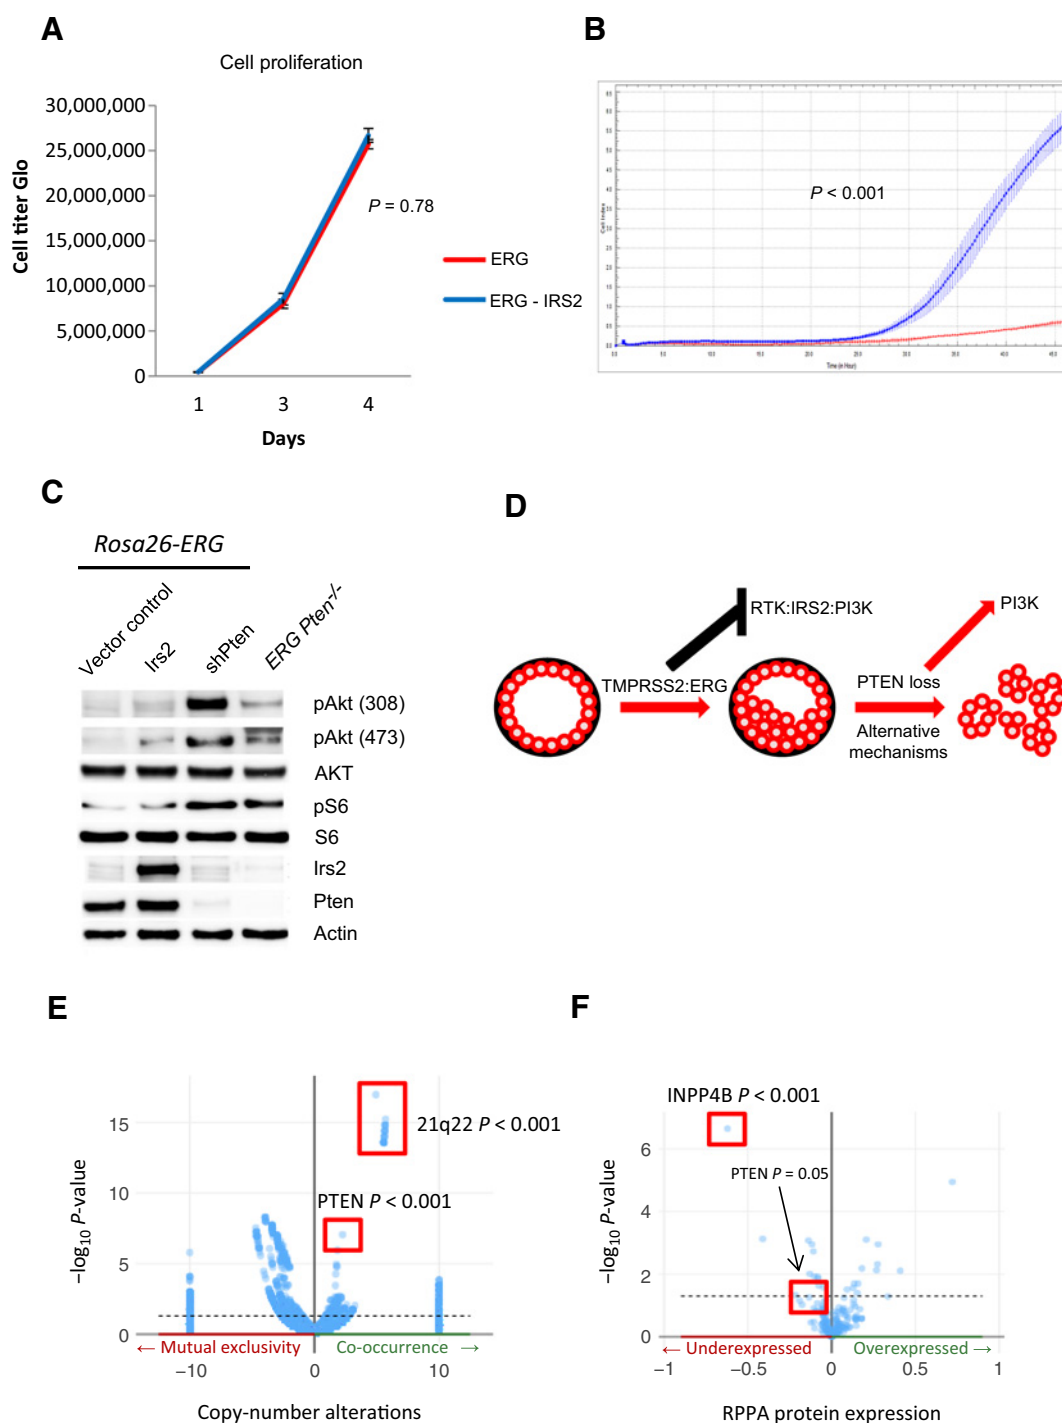 A
Cell proliferation
30,000,000
25,000,000
20,000,000
15,000,000
10,000,000
5,000,000
0
Cell titer Glo
1 3 4
Days
P = 0.78
ERG
ERG - IRS2
B
P < 0.001
Cell Index
Time (in Hour)
C
Rosa26-ERG
Vector control
Irs2
shPten
ERG Pten-/-
pAkt (308)
pAkt (473)
AKT
pS6
S6
Irs2
Pten
Actin
D
RTK:IRS2:PI3K
PI3K
TMPRSS2:ERG
PTEN loss
Alternative
mechanisms
E
15
10
5
0
−log10 P-value
21q22 P < 0.001
PTEN P < 0.001
← Mutual exclusivity
Co-occurrence →
−10 0 10
Copy-number alterations
F
INPP4B P < 0.001
PTEN P = 0.05
6
4
2
0
−log10 P-value
← Underexpressed
Overexpressed →
−1 −0.5 0 0.5 1
RPPA protein expression